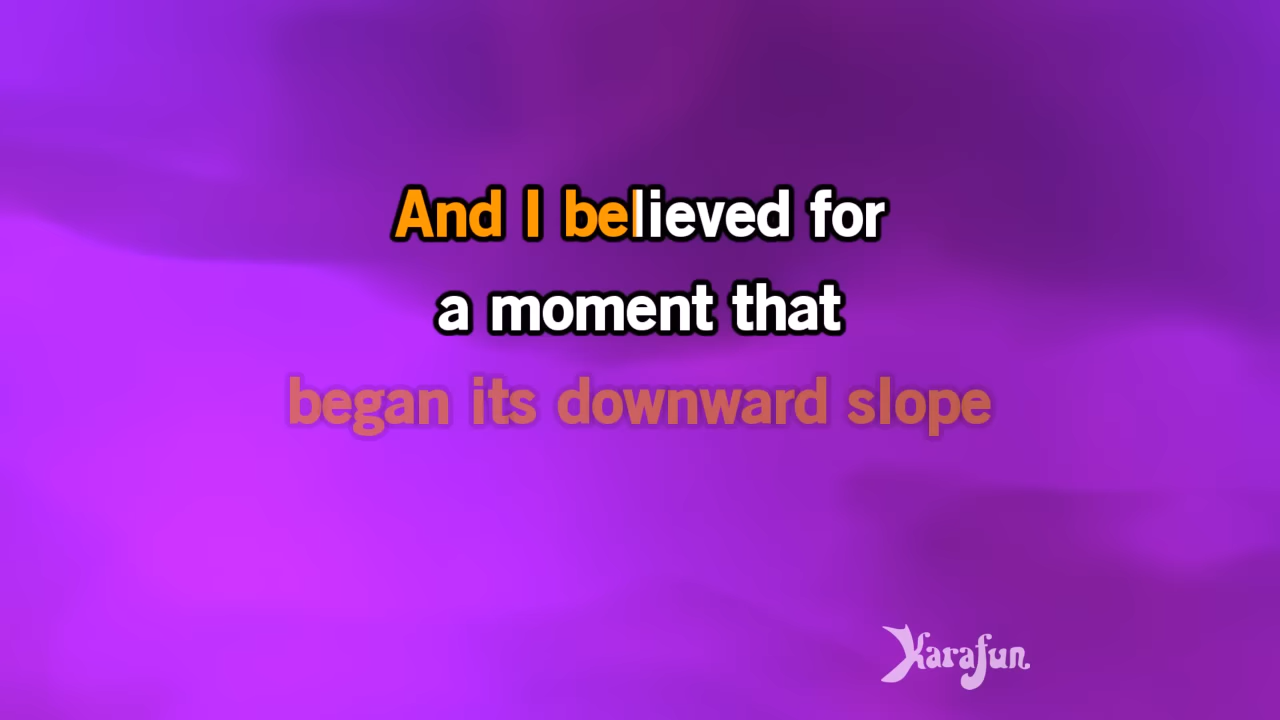 And I believed for
a moment that
began its downward slope
Karafun